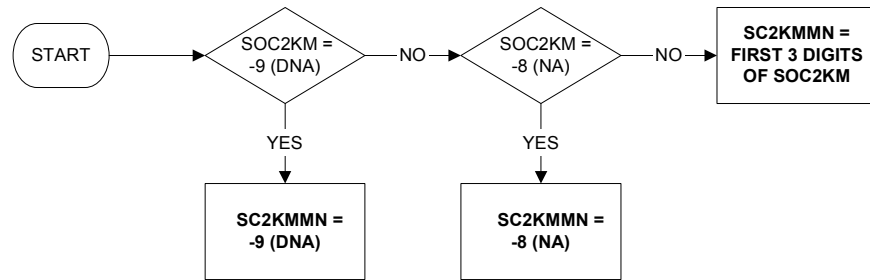 START
SOC2KM =
-9 (DNA)
NO
SOC2KM =
-8 (NA)
NO
SC2KMMN =
FIRST 3 DIGITS
OF SOC2KM
YES
YES
SC2KMMN =
-9 (DNA)
SC2KMMN =
-8 (NA)